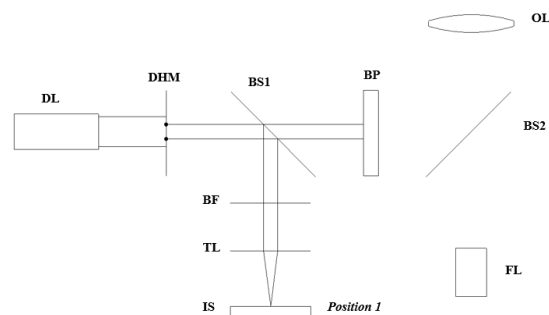 OL
DHM
BS1
BP
DL
BS2
BF
TL
FL
IS
Position 1